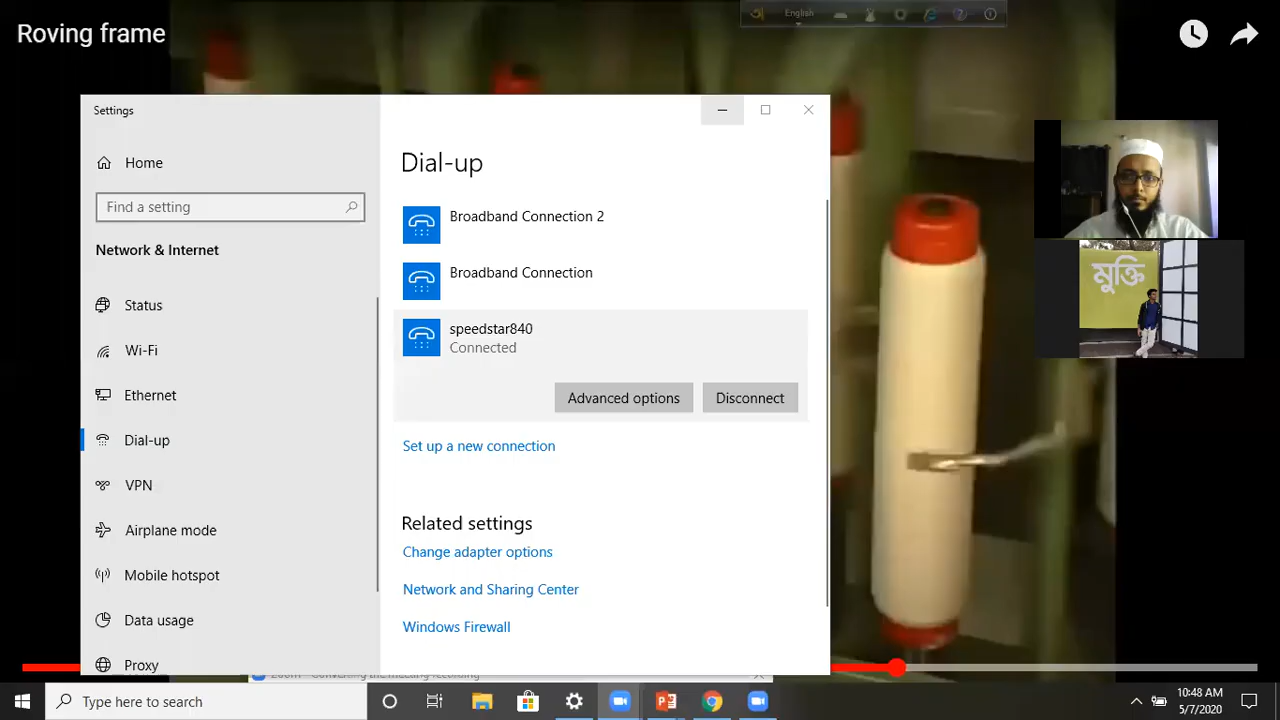 Roving frame
English
Settings
Home
Find a setting
Network & Internet
Status
Wi-Fi
Ethernet
Dial-up
VPN
Airplane mode
Mobile hotspot
Data usage
Proxy
Dial-up
Broadband Connection 2
Broadband Connection
speedstar840
Connected
Advanced options
Disconnect
Set up a new connection
Related settings
Change adapter options
Network and Sharing Center
Windows Firewall
মুক্তি
Type here to search
10:48 AM
5/7/2020